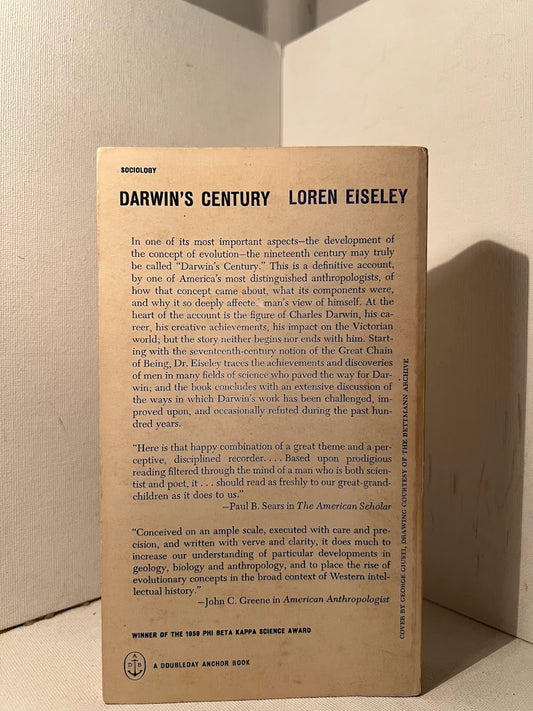 SOCIOLOGY
DARWIN'S CENTURY LOREN EISELEY
In one of its most important aspects—the development of
the concept of evolution—the nineteenth century may truly
be called "Darwin's Century." This is a definitive account,
by one of America's most distinguished anthropologists, of
how that concept came about, what its components were,
and why it so deeply affecte man's view of himself. At the
heart of the account is the figure of Charles Darwin, his ca-
reer, his creative achievements, his impact on the Victorian
world; but the story neither begins nor ends with him. Start-
ing with the seventeenth-century notion of the Great Chain
of Being, Dr. Eiseley traces the achievements and discoveries
of men in many fields of science who paved the way for Dar-
win; and the book concludes with an extensive discussion of
the ways in which Darwin's work has been challenged, im-
proved upon, and occasionally refuted during the past hun-
dred years.
"Here is that happy combination of a great theme and a per-
ceptive, disciplined recorder. . . . Based upon prodigious
reading filtered through the mind of a man who is both scien-
tist and poet, it . . . should read as freshly to our great-grand-
children as it does to us."
—Paul B. Sears in The American Scholar
"Conceived on an ample scale, executed with care and pre-
cision, and written with verve and clarity, it does much to
increase our understanding of particular developments in
geology, biology and anthropology, and to place the rise of
evolutionary concepts in the broad context of Western intel-
lectual history."
—John C. Greene in American Anthropologist
WINNER OF THE 1959 PHI BETA KAPPA SCIENCE AWARD
A D B
A DOUBLEDAY ANCHOR BOOK
COVER BY GEORGE GIUSTI, DRAWING COURTESY OF THE BETTMANN ARCHIVE